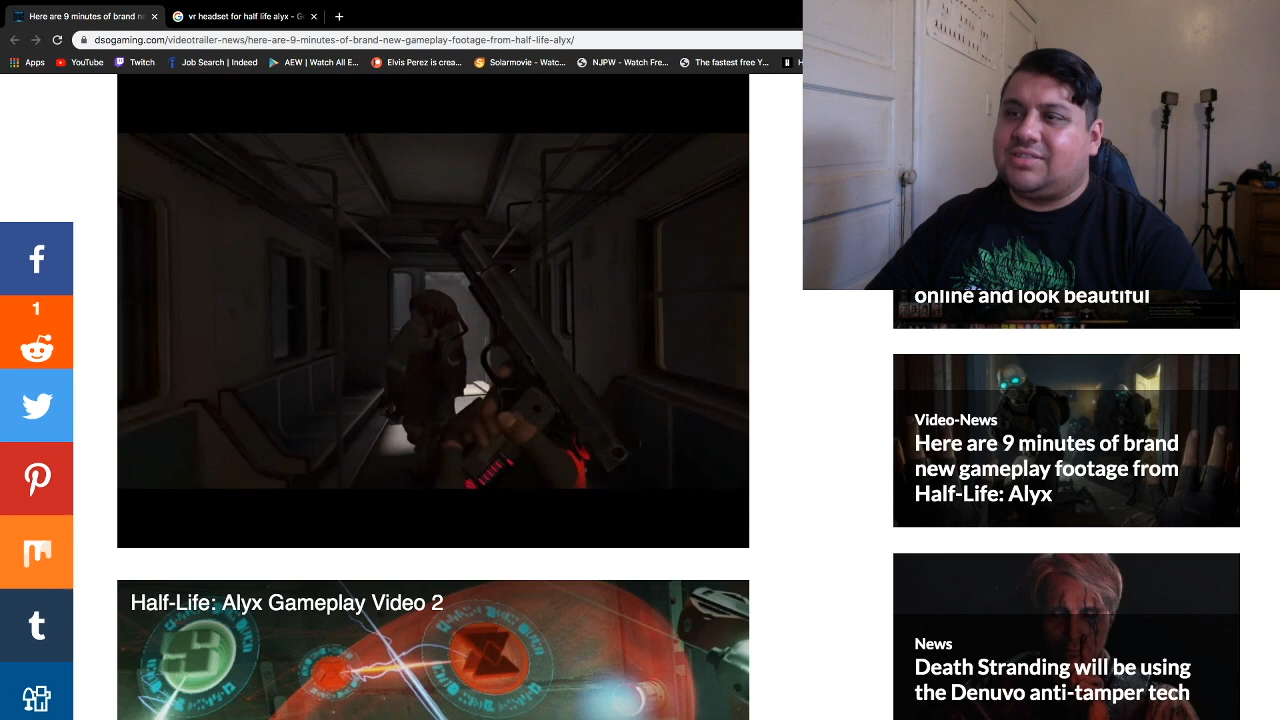 Here are 9 minutes of brand ne
vr headset for half life alyx - Go
dsogaming.com/videotrailer-news/here-are-9-minutes-of-brand-new-gameplay-footage-from-half-life-alyx/
Apps
YouTube
Twitch
Job Search | Indeed
AEW | Watch All E...
Elvis Perez is crea...
Solarmovie - Watc...
NJPW - Watch Fre...
The fastest free Y...
H
1
online and look beautiful
Video-News
Here are 9 minutes of brand
new gameplay footage from
Half-Life: Alyx
Half-Life: Alyx Gameplay Video 2
News
Death Stranding will be using
the Denuvo anti-tamper tech